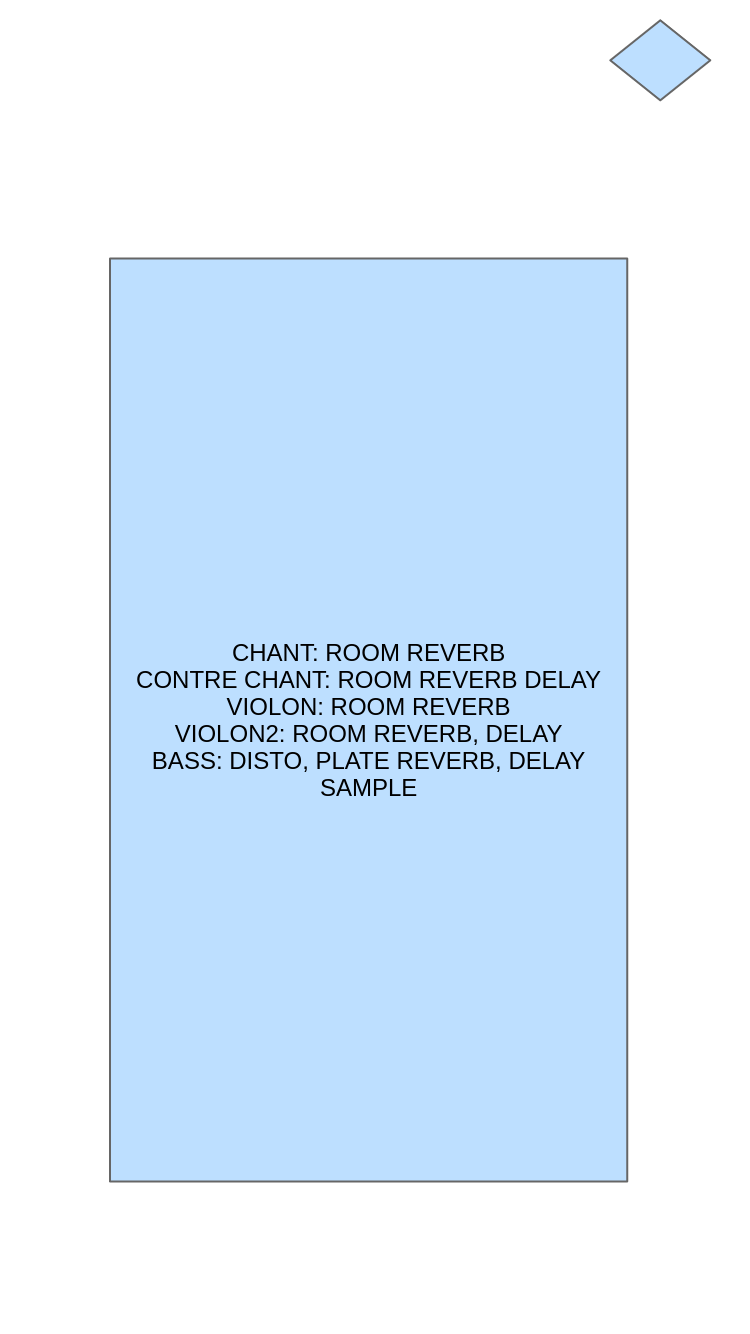 CHANT: ROOM REVERB
CONTRE CHANT: ROOM REVERB DELAY
VIOLON: ROOM REVERB
VIOLON2: ROOM REVERB, DELAY
BASS: DISTO, PLATE REVERB, DELAY
SAMPLE